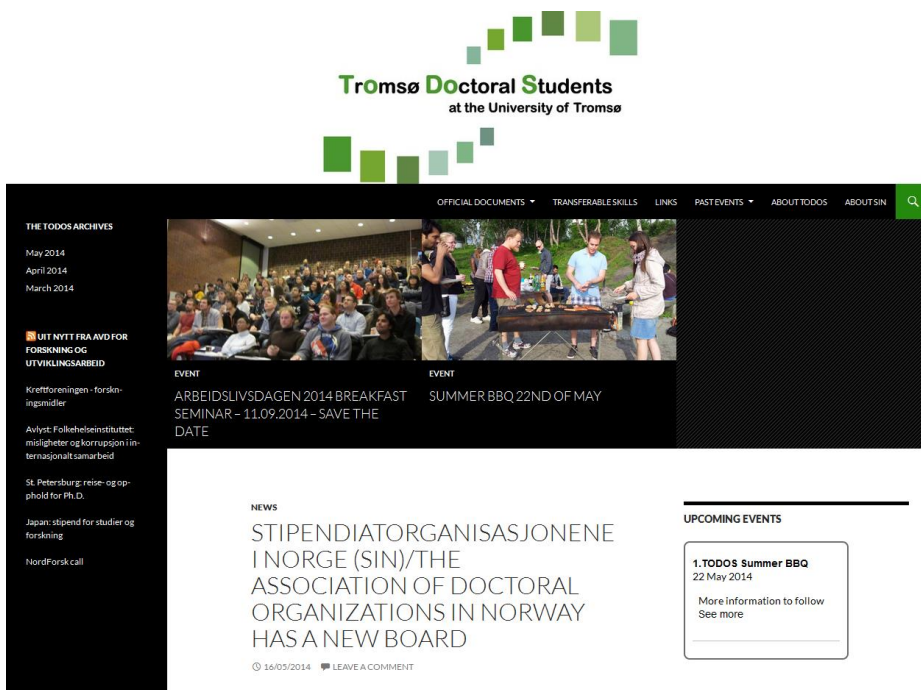 Tromsø Doctoral Students
at the University of Tromsø
OFFICIAL DOCUMENTS
TRANSFERABLE SKILLS
LINKS
PAST EVENTS
ABOUT TODOS
ABOUT SIN
THE TODOS ARCHIVES
May 2014
April 2014
March 2014
UIT NYTT FRA AVD FOR
FORSKNING OG
UTVIKLINGSARBEID
Kreftforeningen - forskn-
ingsmidler
Avlyst: Folkehelseinstituttet:
misligheter og korrupsjon i in-
ternasjonalt samarbeid
St. Petersburg: reise- og op-
phold for Ph.D.
Japan: stipend for studier og
forskning
NordForsk call
EVENT
ARBEIDSLIVSDAGEN 2014 BREAKFAST
SEMINAR – 11.09.2014 – SAVE THE
DATE
EVENT
SUMMER BBQ 22ND OF MAY
NEWS
STIPENDIATORGANISASJONENE
I NORGE (SIN)/THE
ASSOCIATION OF DOCTORAL
ORGANIZATIONS IN NORWAY
HAS A NEW BOARD
16/05/2014
LEAVE A COMMENT
UPCOMING EVENTS
1.TODOS Summer BBQ
22 May 2014
More information to follow
See more